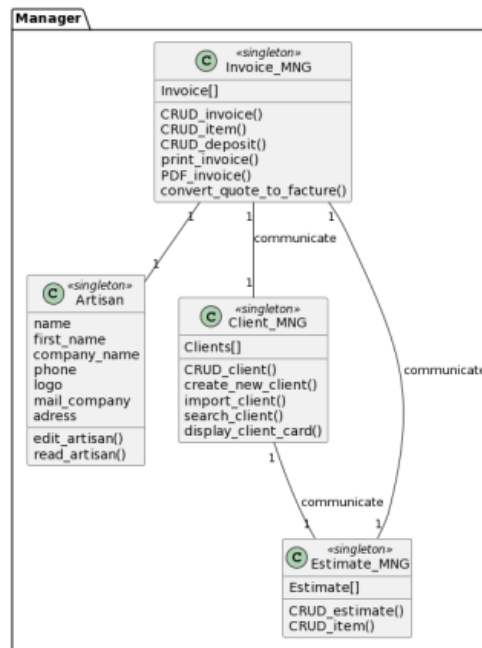 Manager
«singleton»
C Invoice_MNG
Invoice[]
CRUD_invoice()
CRUD_item()
CRUD_deposit()
print_invoice()
PDF_invoice()
convert_quote_to_facture()
1 1 1
communicate
1 1
«singleton»
C Artisan
name
first_name
company_name
phone
logo
mail_company
adress
edit_artisan()
read_artisan()
«singleton»
C Client_MNG
Clients[]
CRUD_client()
create_new_client()
import_client()
search_client()
display_client_card()
communicate
1
communicate
1 1
«singleton»
C Estimate_MNG
Estimate[]
CRUD_estimate()
CRUD_item()